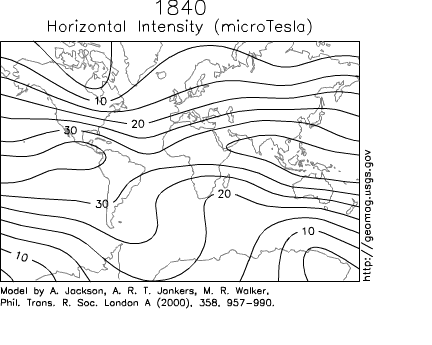 1840
Horizontal Intensity (microTesla)
10
20
30
30
20
10
10
http://geomag.usgs.gov
Model by A. Jackson, A. R. T. Jonkers, M. R. Walker,
Phil. Trans. R. Soc. London A (2000), 358, 957-990.